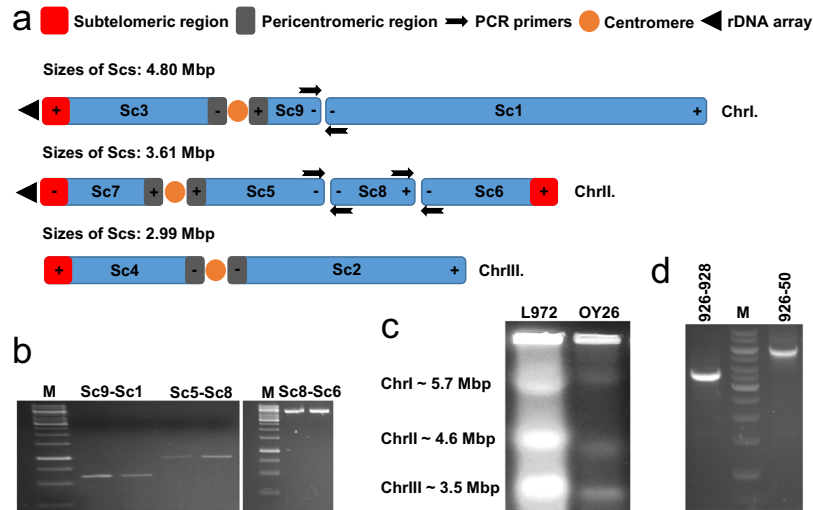 a
Subtelomeric region
Pericentromeric region
PCR primers
Centromere
rDNA array
Sizes of Scs: 4.80 Mbp
+ Sc3 - + Sc9 - - Sc1 + ChrI.
Sizes of Scs: 3.61 Mbp
- Sc7 + + Sc5 - - Sc8 + - Sc6 + ChrII.
Sizes of Scs: 2.99 Mbp
+ Sc4 - - Sc2 + ChrIII.
b
M Sc9-Sc1 Sc5-Sc8 M Sc8-Sc6
c
L972 OY26
ChrI ~ 5.7 Mbp
ChrII ~ 4.6 Mbp
ChrIII ~ 3.5 Mbp
d
926-928 M 926-50